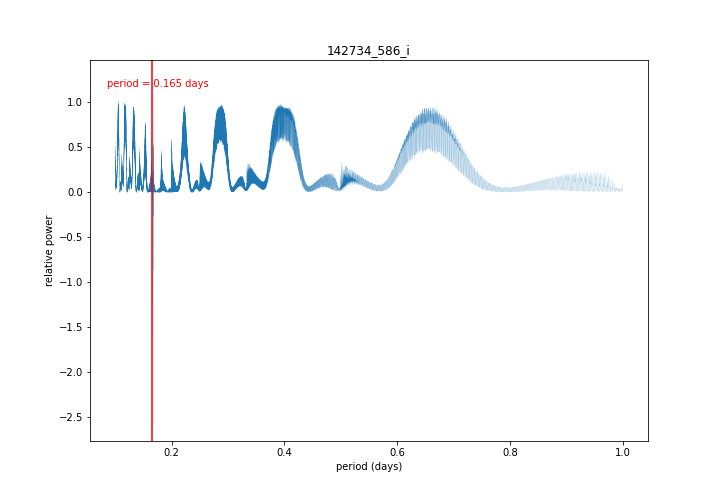 142734_586_i
period = 0.165 days
1.0
0.5
0.0
−0.5
−1.0
−1.5
−2.0
−2.5
relative power
0.2 0.4 0.6 0.8 1.0
period (days)